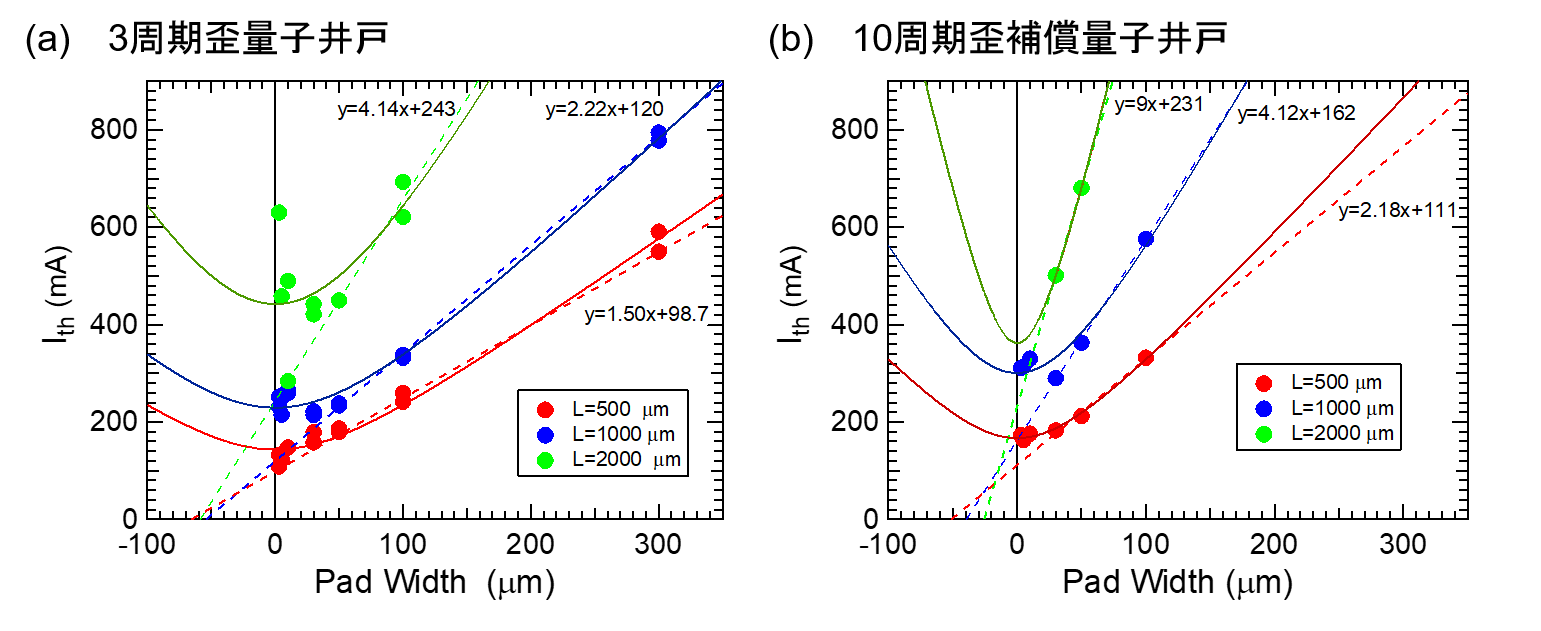 (a) 3周期歪量子井戸
y=4.14x+243
y=2.22x+120
y=1.50x+98.7
L=500 μm
L=1000 μm
L=2000 μm
800
600
400
200
0
Ith (mA)
-100 0 100 200 300
Pad Width (μm)
(b) 10周期歪補償量子井戸
y=9x+231
y=4.12x+162
y=2.18x+111
L=500 μm
L=1000 μm
L=2000 μm
800
600
400
200
0
Ith (mA)
-100 0 100 200 300
Pad Width (μm)